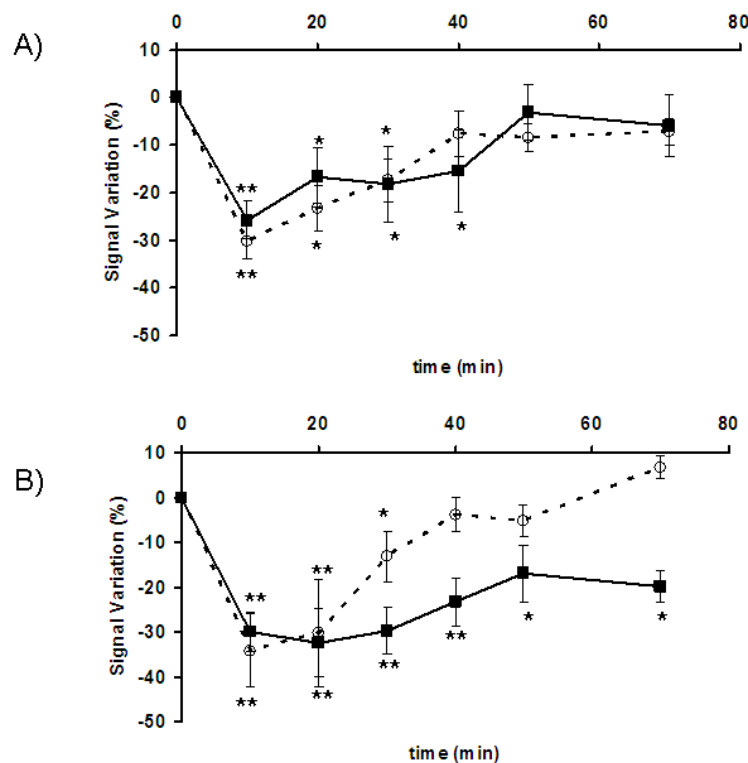 A)
0 20 40 60 80
10
0
-10
-20
-30
-40
-50
Signal Variation (%)
** * *
** * * *
time (min)
B)
0 20 40 60 80
10
0
-10
-20
-30
-40
-50
Signal Variation (%)
*
** **
** ** ** ** * *
time (min)